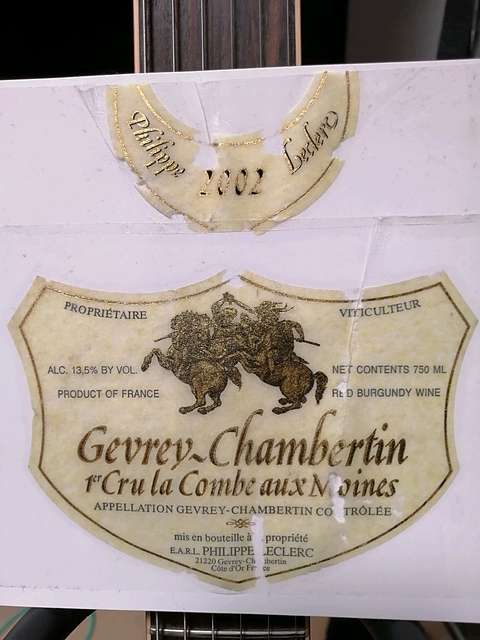 Philippe Leclerc
2002
PROPRIÉTAIRE VITICULTEUR
ALC. 13,5% BY VOL. NET CONTENTS 750 ML
PRODUCT OF FRANCE RED BURGUNDY WINE
Gevrey-Chambertin
1er Cru la Combe aux Moines
APPELLATION GEVREY-CHAMBERTIN CONTRÔLÉE
mis en bouteille à propriété
E.A.R.L. PHILIPPE LECLERC
21220 Gevrey-Chambertin
Côte d'Or France